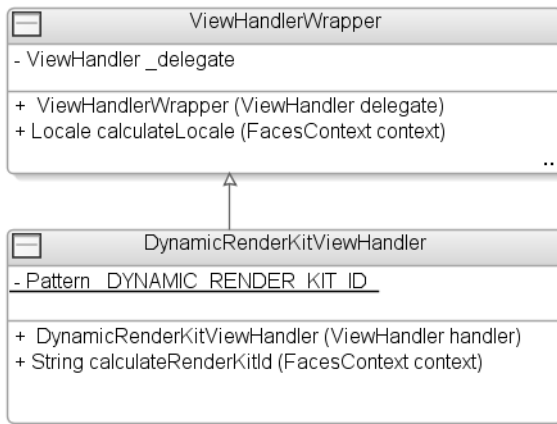 ViewHandlerWrapper
- ViewHandler _delegate
+ ViewHandlerWrapper (ViewHandler delegate)
+ Locale calculateLocale (FacesContext context)
...
DynamicRenderKitViewHandler
- Pattern _DYNAMIC_RENDER_KIT_ID_
+ DynamicRenderKitViewHandler (ViewHandler handler)
+ String calculateRenderKitId (FacesContext context)